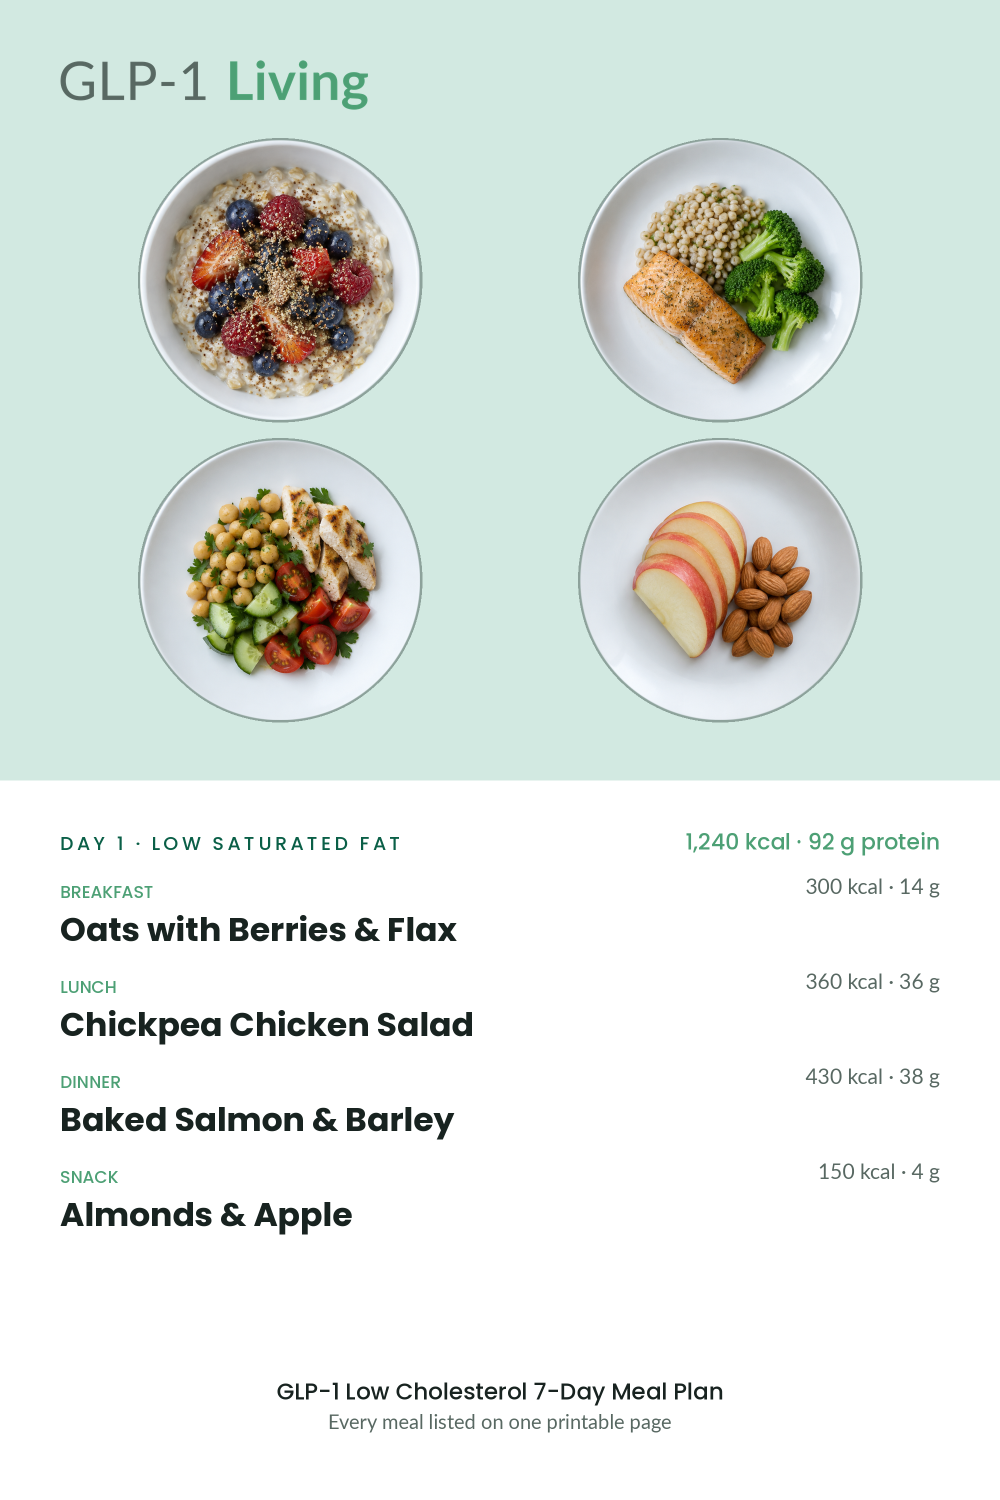 GLP-1 Living
DAY 1 · LOW SATURATED FAT
1,240 kcal · 92 g protein
BREAKFAST
300 kcal · 14 g
Oats with Berries & Flax
LUNCH
360 kcal · 36 g
Chickpea Chicken Salad
DINNER
430 kcal · 38 g
Baked Salmon & Barley
SNACK
150 kcal · 4 g
Almonds & Apple
GLP-1 Low Cholesterol 7-Day Meal Plan
Every meal listed on one printable page